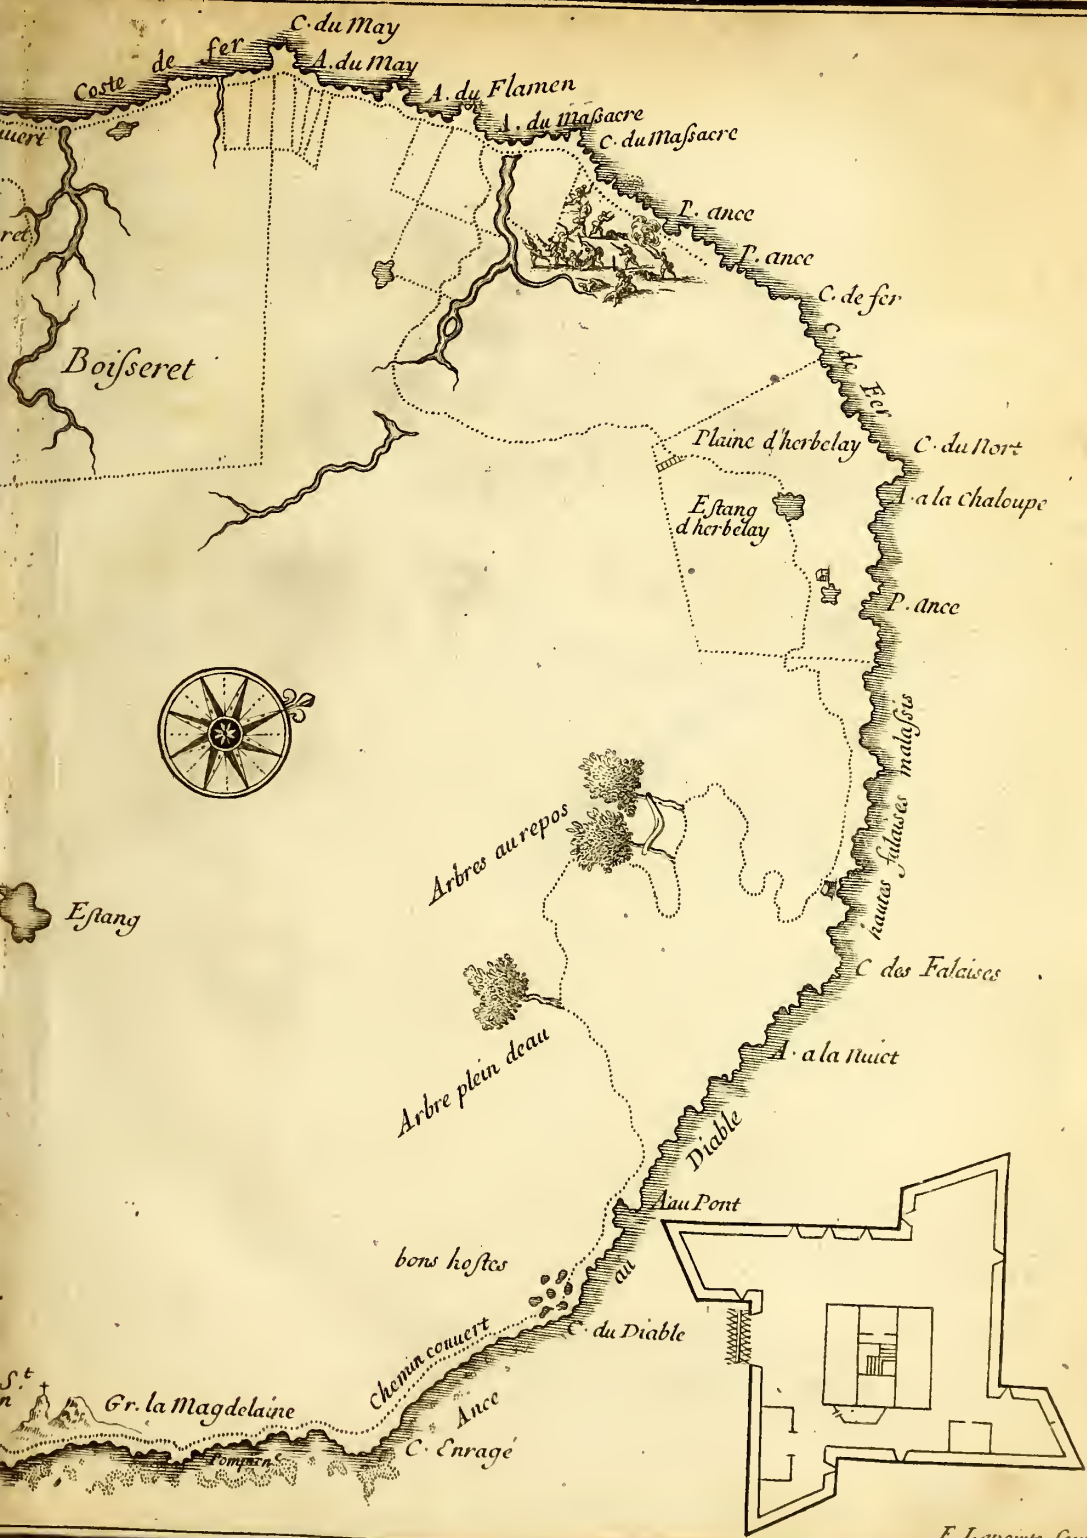 C. du May
Coste de fer
A. du May
A. du Flamen
A. du Maſsacre
C. du Maſsacre
P. ance
P. ance
C. de fer
C. de Fer
Boiſseret
Plaine d'herbelay
C. du Nort
A. a la Chaloupe
Eſtang
d'herbelay
P. ance
hautes falaises malaſsis
Arbres au repos
Eſtang
C des Falaises
A. a la Nuict
Arbre plein deau
Ance au Diable
A au Pont
bons hoſtes
C. du Diable
Chemin couuert
S.t
Gr. la Magdelaine
C. Enragé